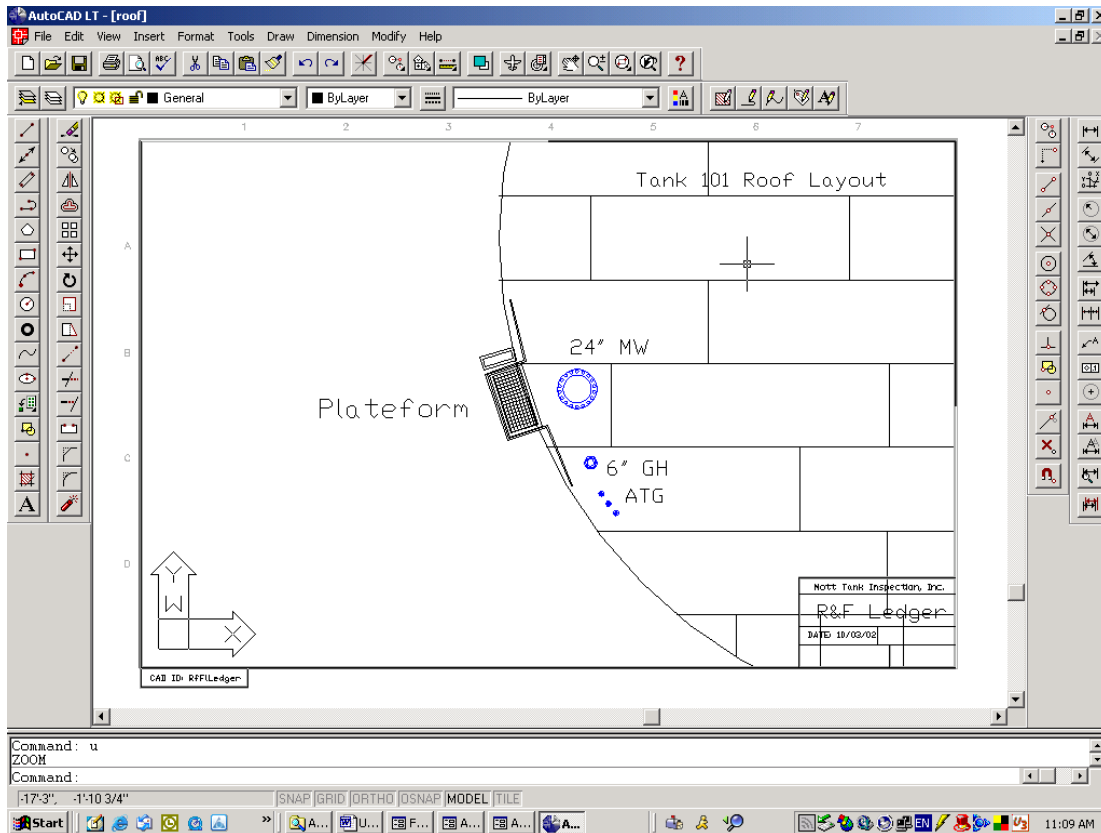 AutoCAD LT - [roof]
File Edit View Insert Format Tools Draw Dimension Modify Help
General ByLayer ByLayer
1 2 3 4 5 6 7
Tank 101 Roof Layout
A
24" MW
B
Plateform
C
6" GH
ATG
D
Y
W
X
Nott Tank Inspection, Inc.
R&F Ledger
DATE: 10/03/02
CAD ID: RfFlLedger
Command: u
ZOOM
Command:
-17'-3", -1'-10 3/4" SNAP GRID ORTHO OSNAP MODEL TILE
Start » A... U... F... A... A... A... EN 11:09 AM